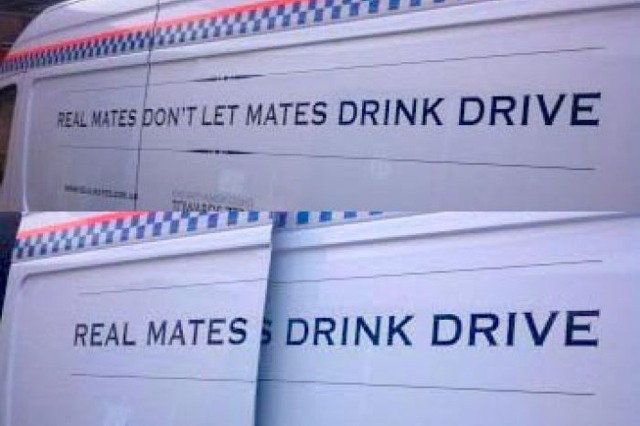 REAL MATES DON'T LET MATES DRINK DRIVE
REAL MATES S DRINK DRIVE